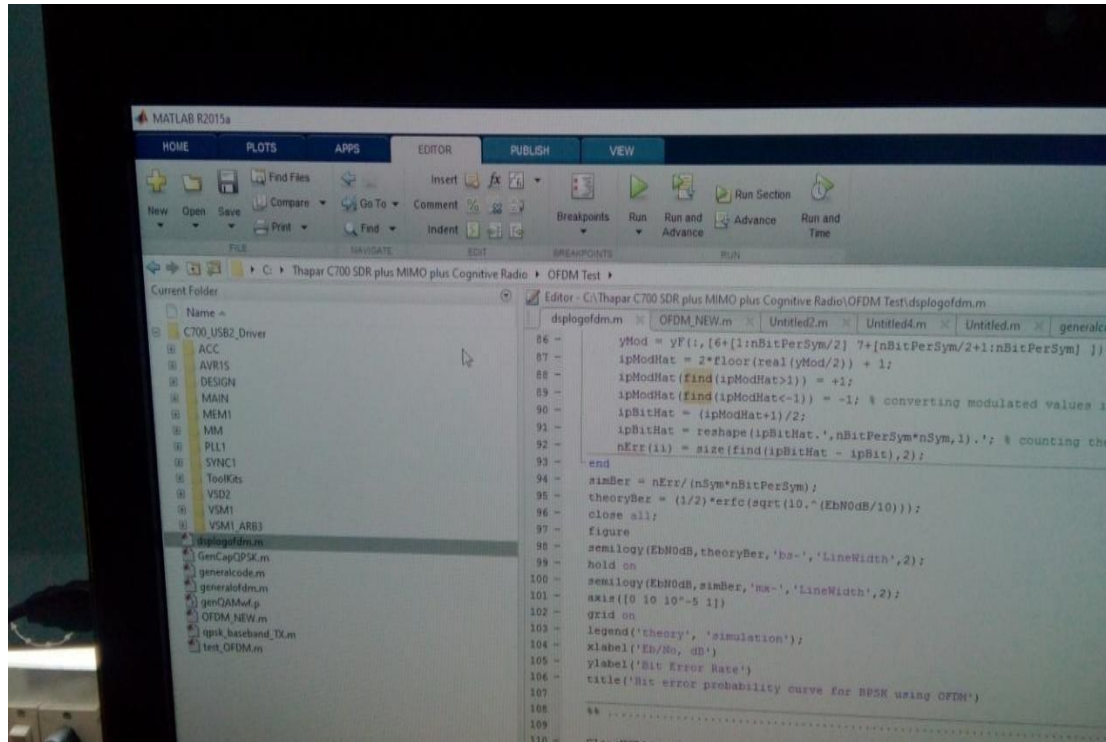 MATLAB R2015a
HOME PLOTS APPS EDITOR PUBLISH VIEW
New Open Save
Find Files
Compare
Print
Go To
Find
Insert fx
Comment
Indent
Breakpoints
Run
Run and Advance
Run Section
Advance
Run and Time
FILE NAVIGATE EDIT BREAKPOINTS RUN
C: Thapar C700 SDR plus MIMO plus Cognitive Radio OFDM Test
Current Folder
Name
C700_USB2_Driver
ACC
AVR1S
DESIGN
MAIN
MEM1
MM
PLL1
SYNC1
ToolKits
VSD2
VSM1
VSM1_ARB3
dsplogofdm.m
GenCapQPSK.m
generalcode.m
generalofdm.m
genQAMwf.p
OFDM_NEW.m
qpsk_baseband_TX.m
test_OFDM.m
Editor - C:\Thapar C700 SDR plus MIMO plus Cognitive Radio\OFDM Test\dsplogofdm.m
dsplogofdm.m OFDM_NEW.m Untitled2.m Untitled4.m Untitled.m generalc
86 - yMod = yF(:,[6+[1:nBitPerSym/2] 7+[nBitPerSym/2+1:nBitPerSym] ])
87 - ipModHat = 2*floor(real(yMod/2)) + 1;
88 - ipModHat(find(ipModHat>1)) = +1;
89 - ipModHat(find(ipModHat<-1)) = -1; % converting modulated values
90 - ipBitHat = (ipModHat+1)/2;
91 - ipBitHat = reshape(ipBitHat.',nBitPerSym*nSym,1).'; % counting the
92 - nErr(ii) = size(find(ipBitHat - ipBit),2);
93 - end
94 - simBer = nErr/(nSym*nBitPerSym);
95 - theoryBer = (1/2)*erfc(sqrt(10.^(EbN0dB/10)));
96 - close all;
97 - figure
98 - semilogy(EbN0dB,theoryBer,'bs-','LineWidth',2);
99 - hold on
100 - semilogy(EbN0dB,simBer,'mx-','LineWidth',2);
101 - axis([0 10 10^-5 1])
102 - grid on
103 - legend('theory', 'simulation');
104 - xlabel('Eb/No, dB')
105 - ylabel('Bit Error Rate')
106 - title('Bit error probability curve for BPSK using OFDM')
107
108 %%
109
110